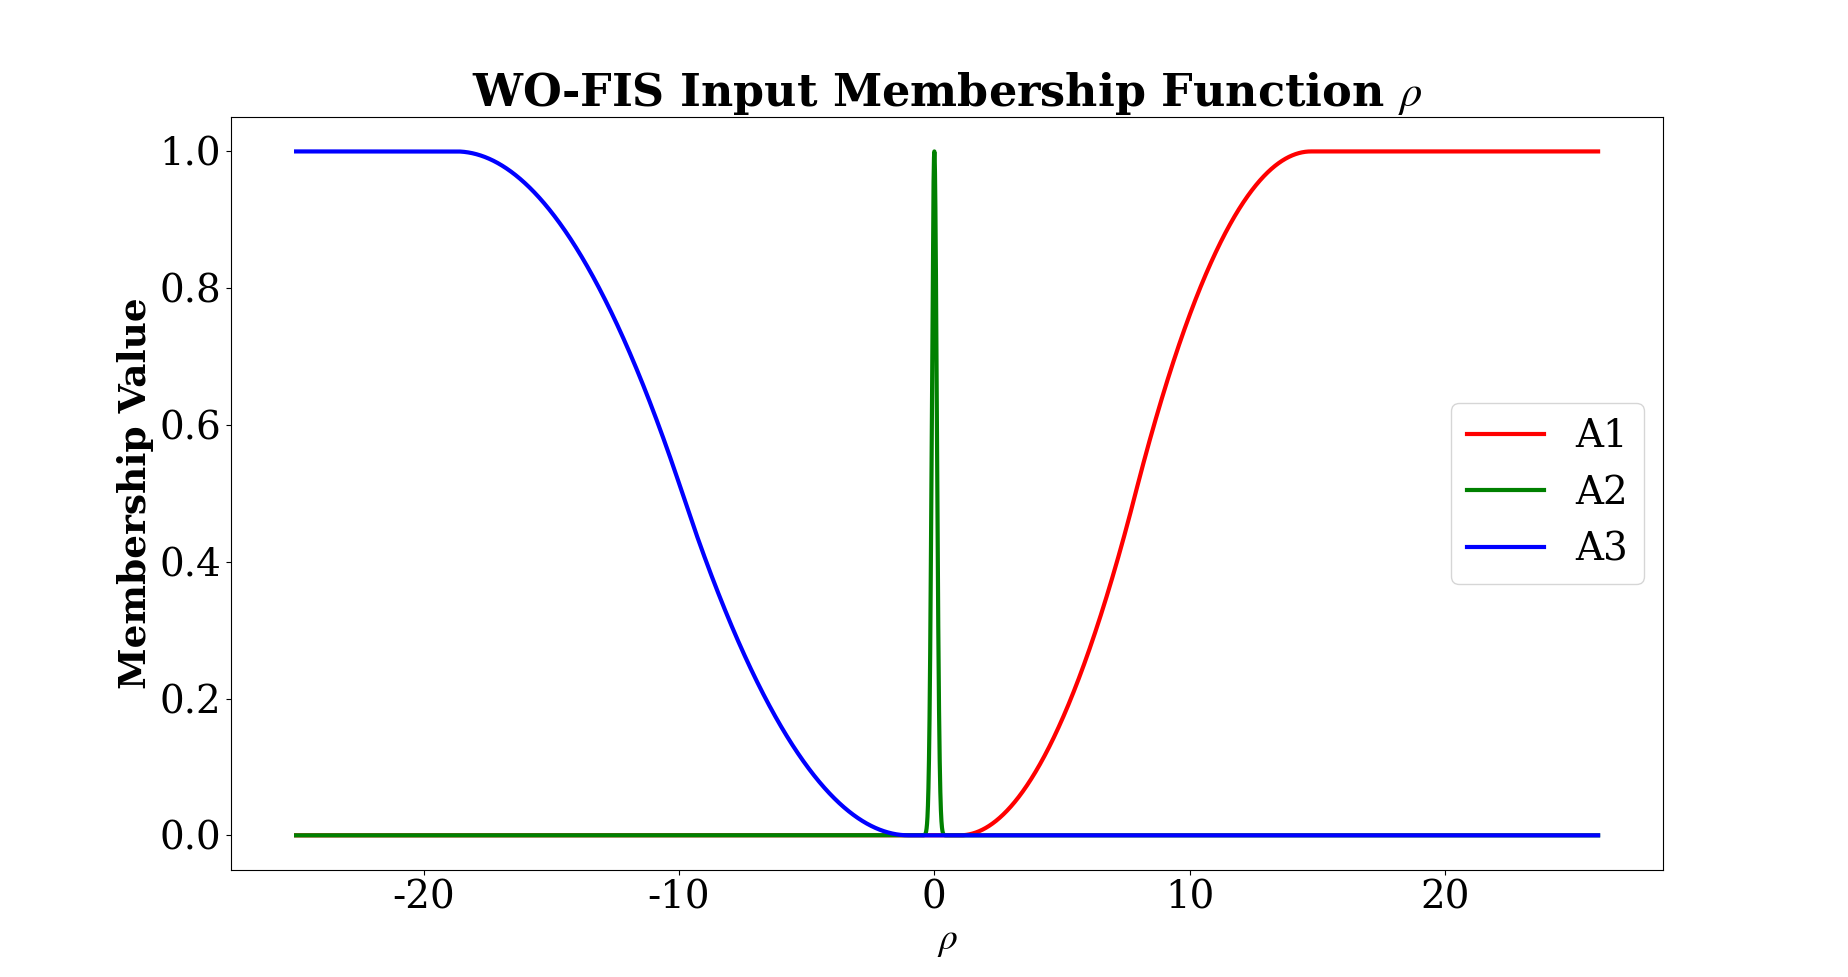 WO-FIS Input Membership Function ρ
Membership Value
1.0
0.8
0.6
0.4
0.2
0.0
-20 -10 0 10 20
ρ
A1
A2
A3